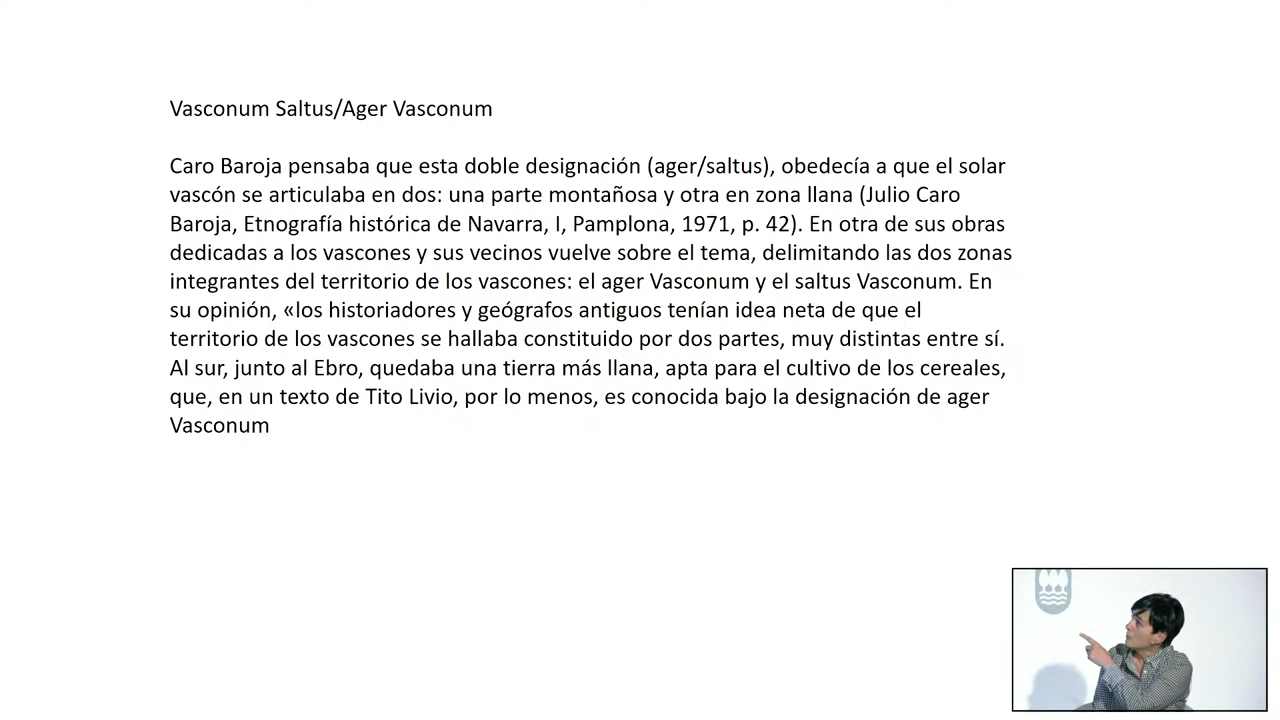 Vasconum Saltus/Ager Vasconum
Caro Baroja pensaba que esta doble designación (ager/saltus), obedecía a que el solar
vascón se articulaba en dos: una parte montañosa y otra en zona llana (Julio Caro
Baroja, Etnografía histórica de Navarra, I, Pamplona, 1971, p. 42). En otra de sus obras
dedicadas a los vascones y sus vecinos vuelve sobre el tema, delimitando las dos zonas
integrantes del territorio de los vascones: el ager Vasconum y el saltus Vasconum. En
su opinión, «los historiadores y geógrafos antiguos tenían idea neta de que el
territorio de los vascones se hallaba constituido por dos partes, muy distintas entre sí.
Al sur, junto al Ebro, quedaba una tierra más llana, apta para el cultivo de los cereales,
que, en un texto de Tito Livio, por lo menos, es conocida bajo la designación de ager
Vasconum